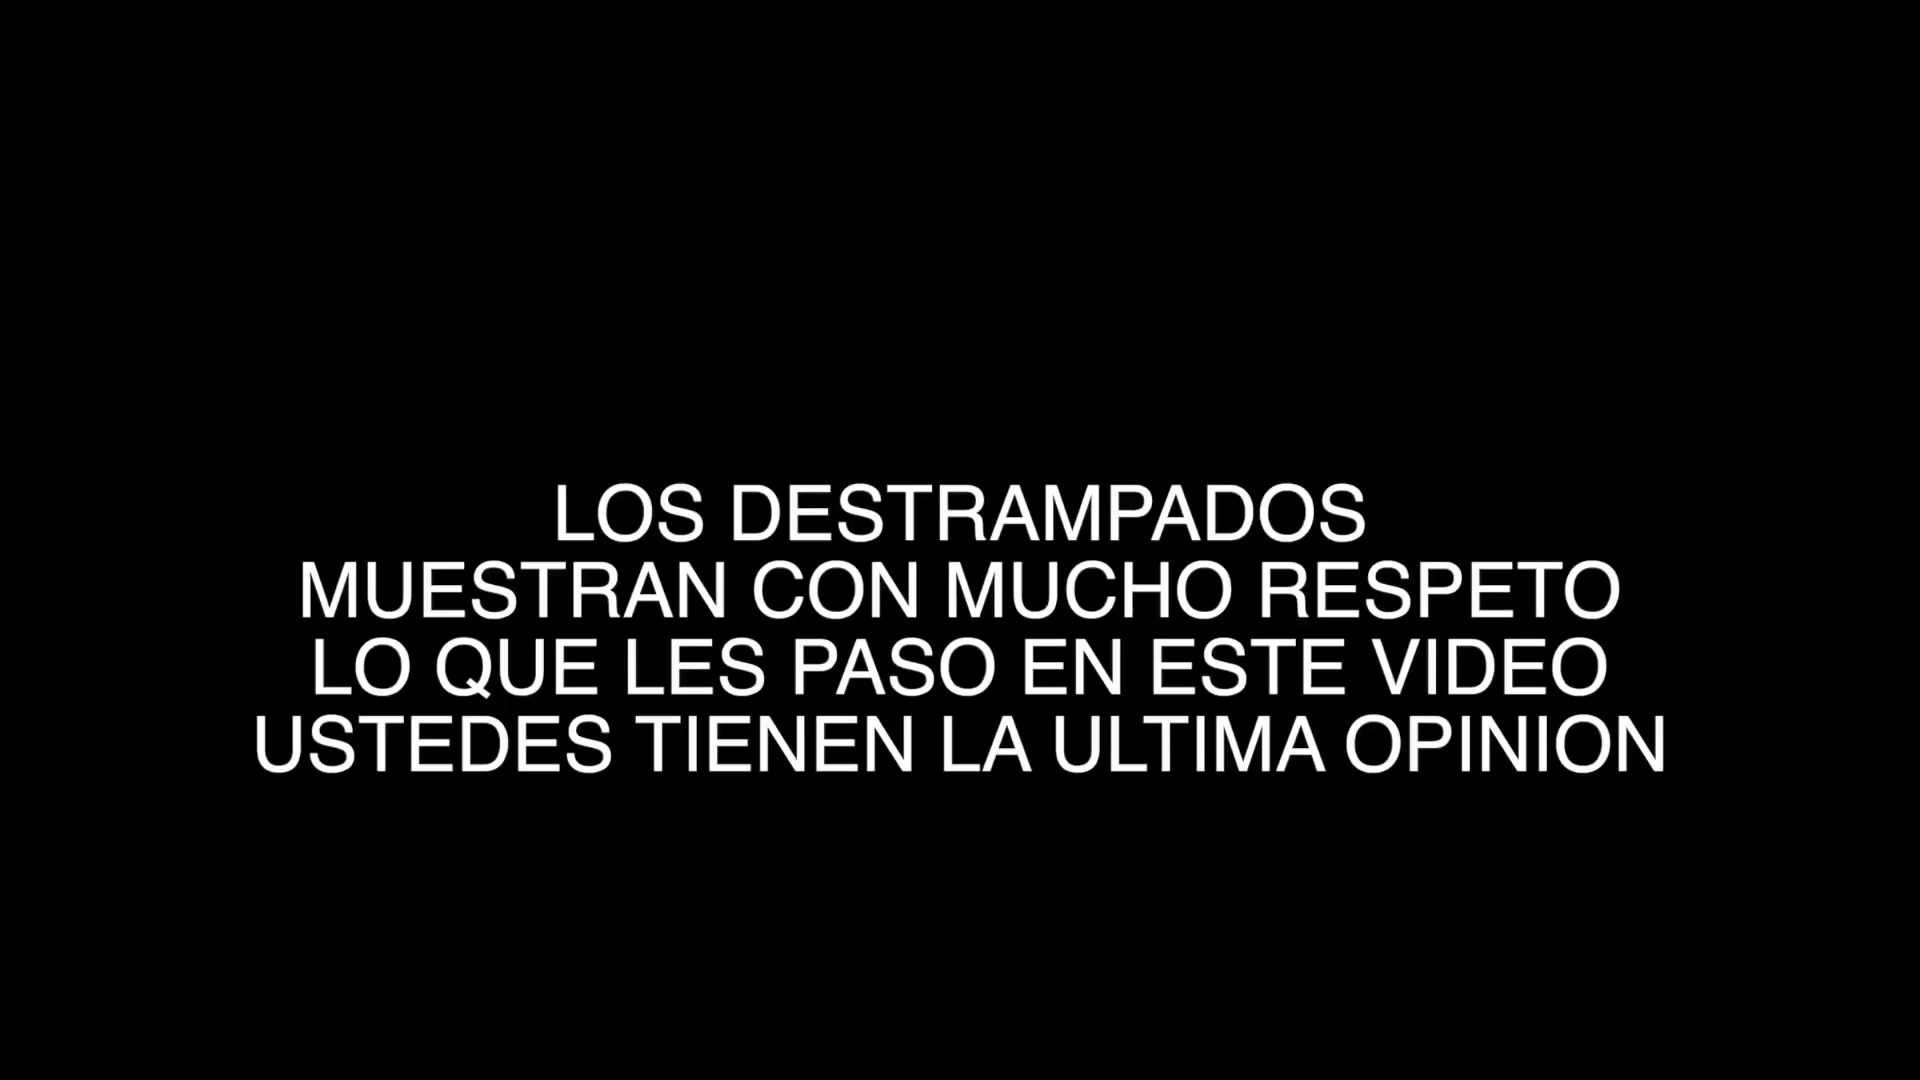 LOS DESTRAMPADOS
MUESTRAN CON MUCHO RESPETO
LO QUE LES PASO EN ESTE VIDEO
USTEDES TIENEN LA ULTIMA OPINION